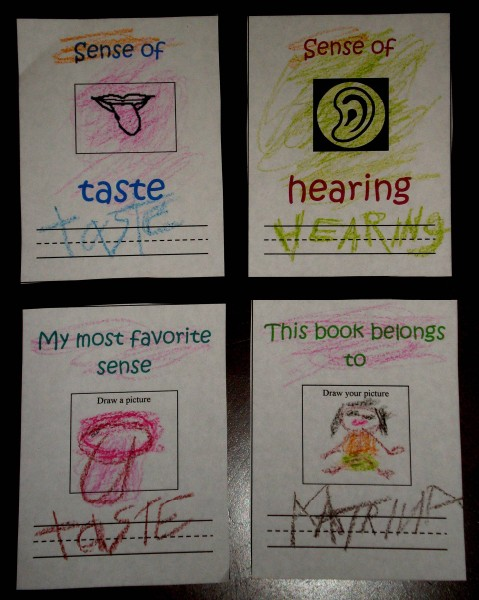 Sense of
taste
taSTE
Sense of
hearing
HEARINg
My most favorite
sense
Draw a picture
taSTE
This book belongs
to
Draw your picture